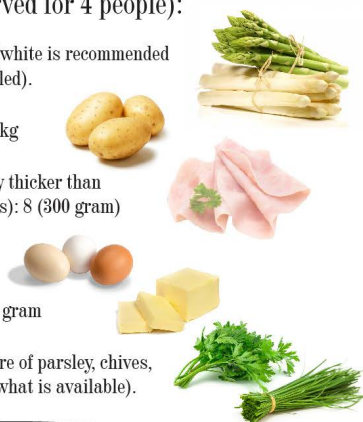 ved for 4 people):
white is recommended
led).
kg
y thicker than
s): 8 (300 gram)
gram
re of parsley, chives,
what is available).